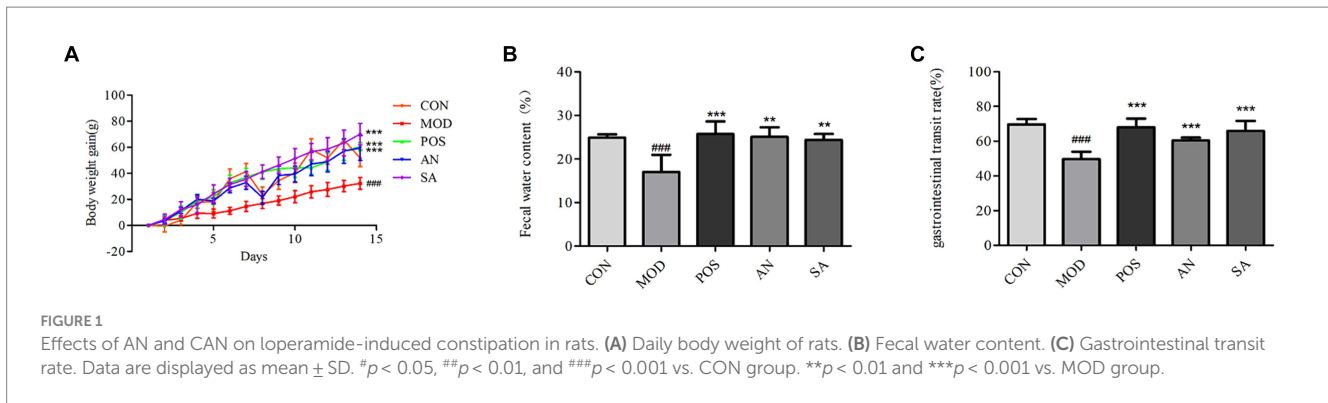 A
Body weight gain(g)
100
80
60
40
20
0
-20
5
10
15
Days
CON
MOD
POS
AN
SA
***
***
***
###
B
Fecal water content（%）
40
30
20
10
0
###
***
**
**
CON
MOD
POS
AN
SA
C
gastrointestinal transit rate(%)
100
80
60
40
20
0
###
***
***
***
CON
MOD
POS
AN
SA
FIGURE 1
Effects of AN and CAN on loperamide-induced constipation in rats. (A) Daily body weight of rats. (B) Fecal water content. (C) Gastrointestinal transit
rate. Data are displayed as mean ± SD. #p < 0.05, ##p < 0.01, and ###p < 0.001 vs. CON group. **p < 0.01 and ***p < 0.001 vs. MOD group.